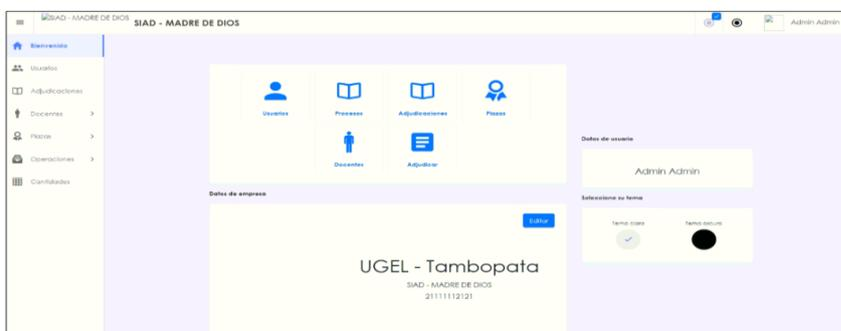 SIAD - MADRE DE DIOS SIAD - MADRE DE DIOS
Admin Admin
Bienvenido
Usuarios
Adjudicaciones
Docentes
Plazas
Operaciones
Cantidades
Usuarios Procesos Adjudicaciones Plazas
Docentes Adjudicar
Datos de empresa
Editar
UGEL - Tambopata
SIAD - MADRE DE DIOS
21111112121
Datos de usuario
Admin Admin
Seleccione su tema
Tema claro Tema oscuro